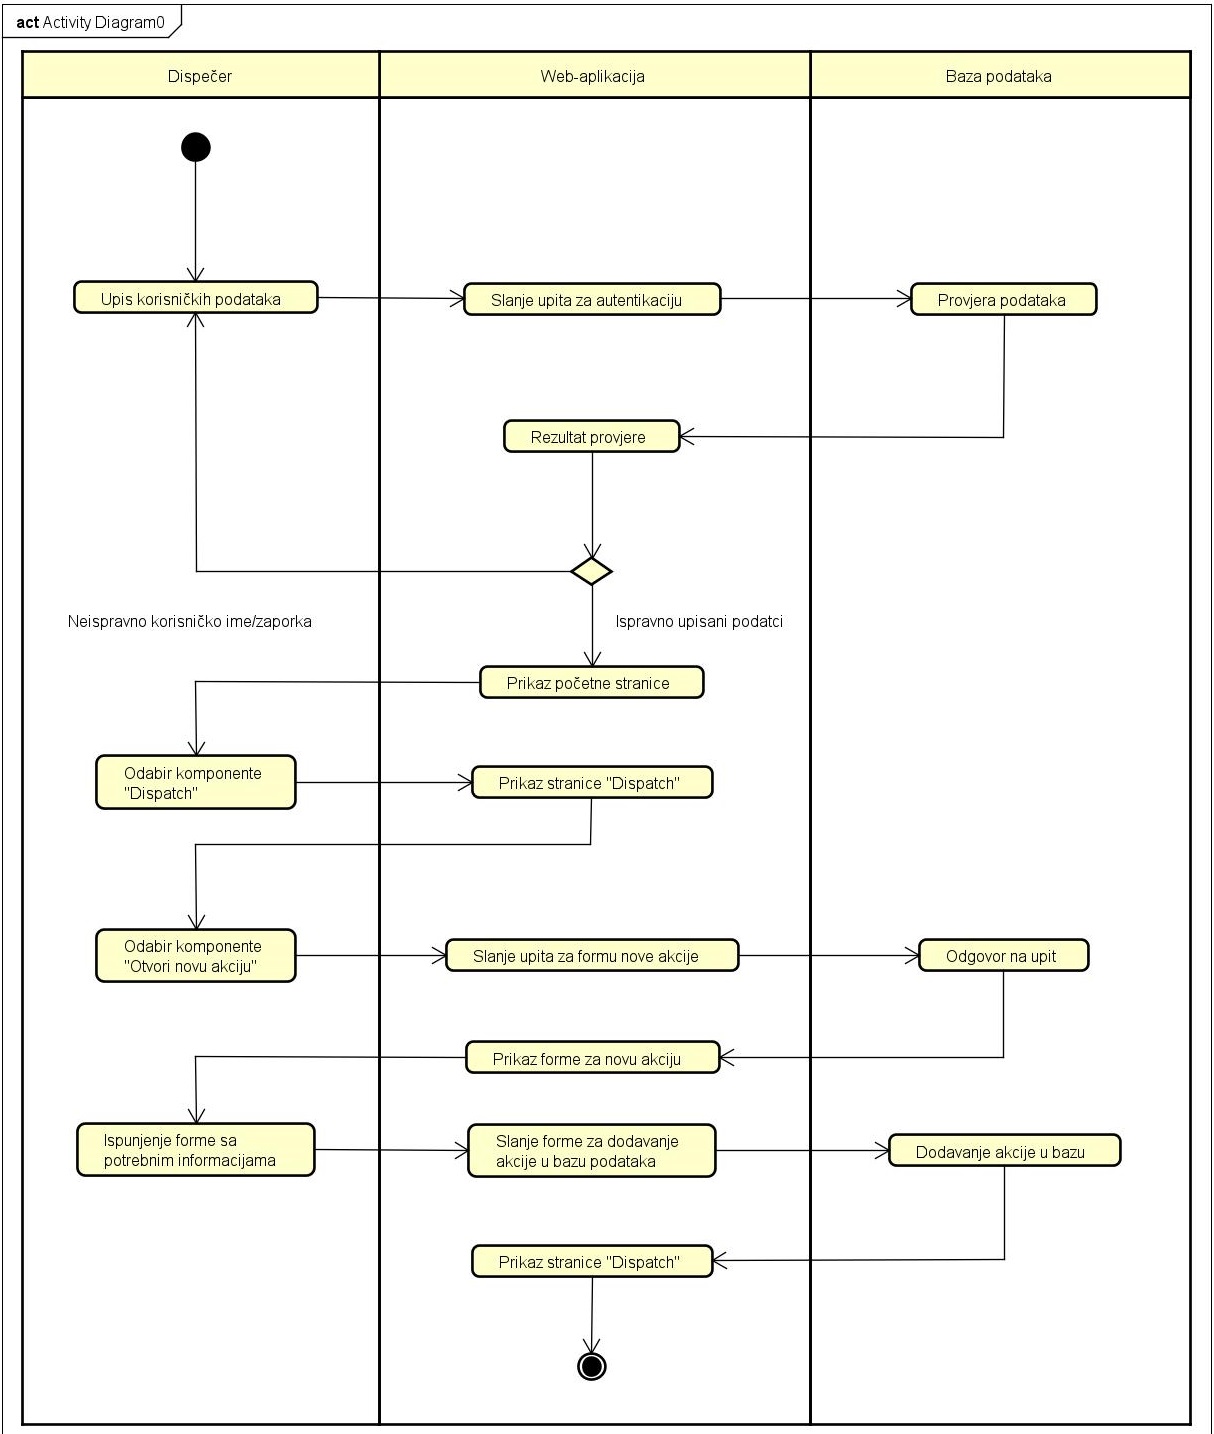 act Activity Diagram0
Dispečer
Web-aplikacija
Baza podataka
Upis korisničkih podataka
Slanje upita za autentikaciju
Provjera podataka
Rezultat provjere
Neispravno korisničko ime/zaporka
Ispravno upisani podatci
Prikaz početne stranice
Odabir komponente
"Dispatch"
Prikaz stranice "Dispatch"
Odabir komponente
"Otvori novu akciju"
Slanje upita za formu nove akcije
Odgovor na upit
Prikaz forme za novu akciju
Ispunjenje forme sa
potrebnim informacijama
Slanje forme za dodavanje
akcije u bazu podataka
Dodavanje akcije u bazu
Prikaz stranice "Dispatch"